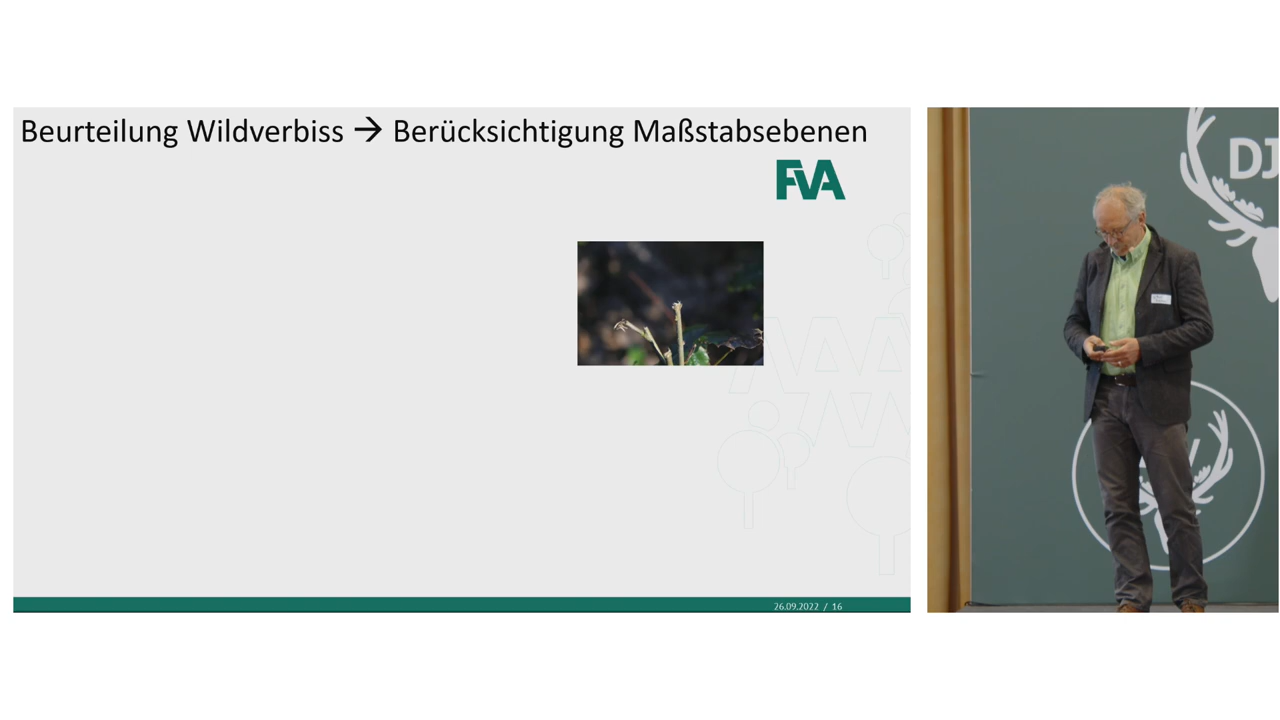 Beurteilung Wildverbiss → Berücksichtigung Maßstabsebenen
FVA
26.09.2022 / 16
DJ